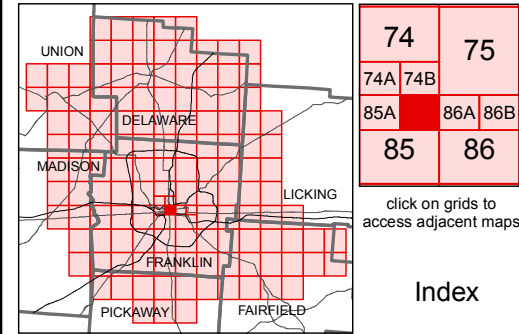 UNION
DELAWARE
MADISON
LICKING
FRANKLIN
PICKAWAY
FAIRFIELD
74
75
74A 74B
85A 86A 86B
85 86
click on grids to
access adjacent maps
Index